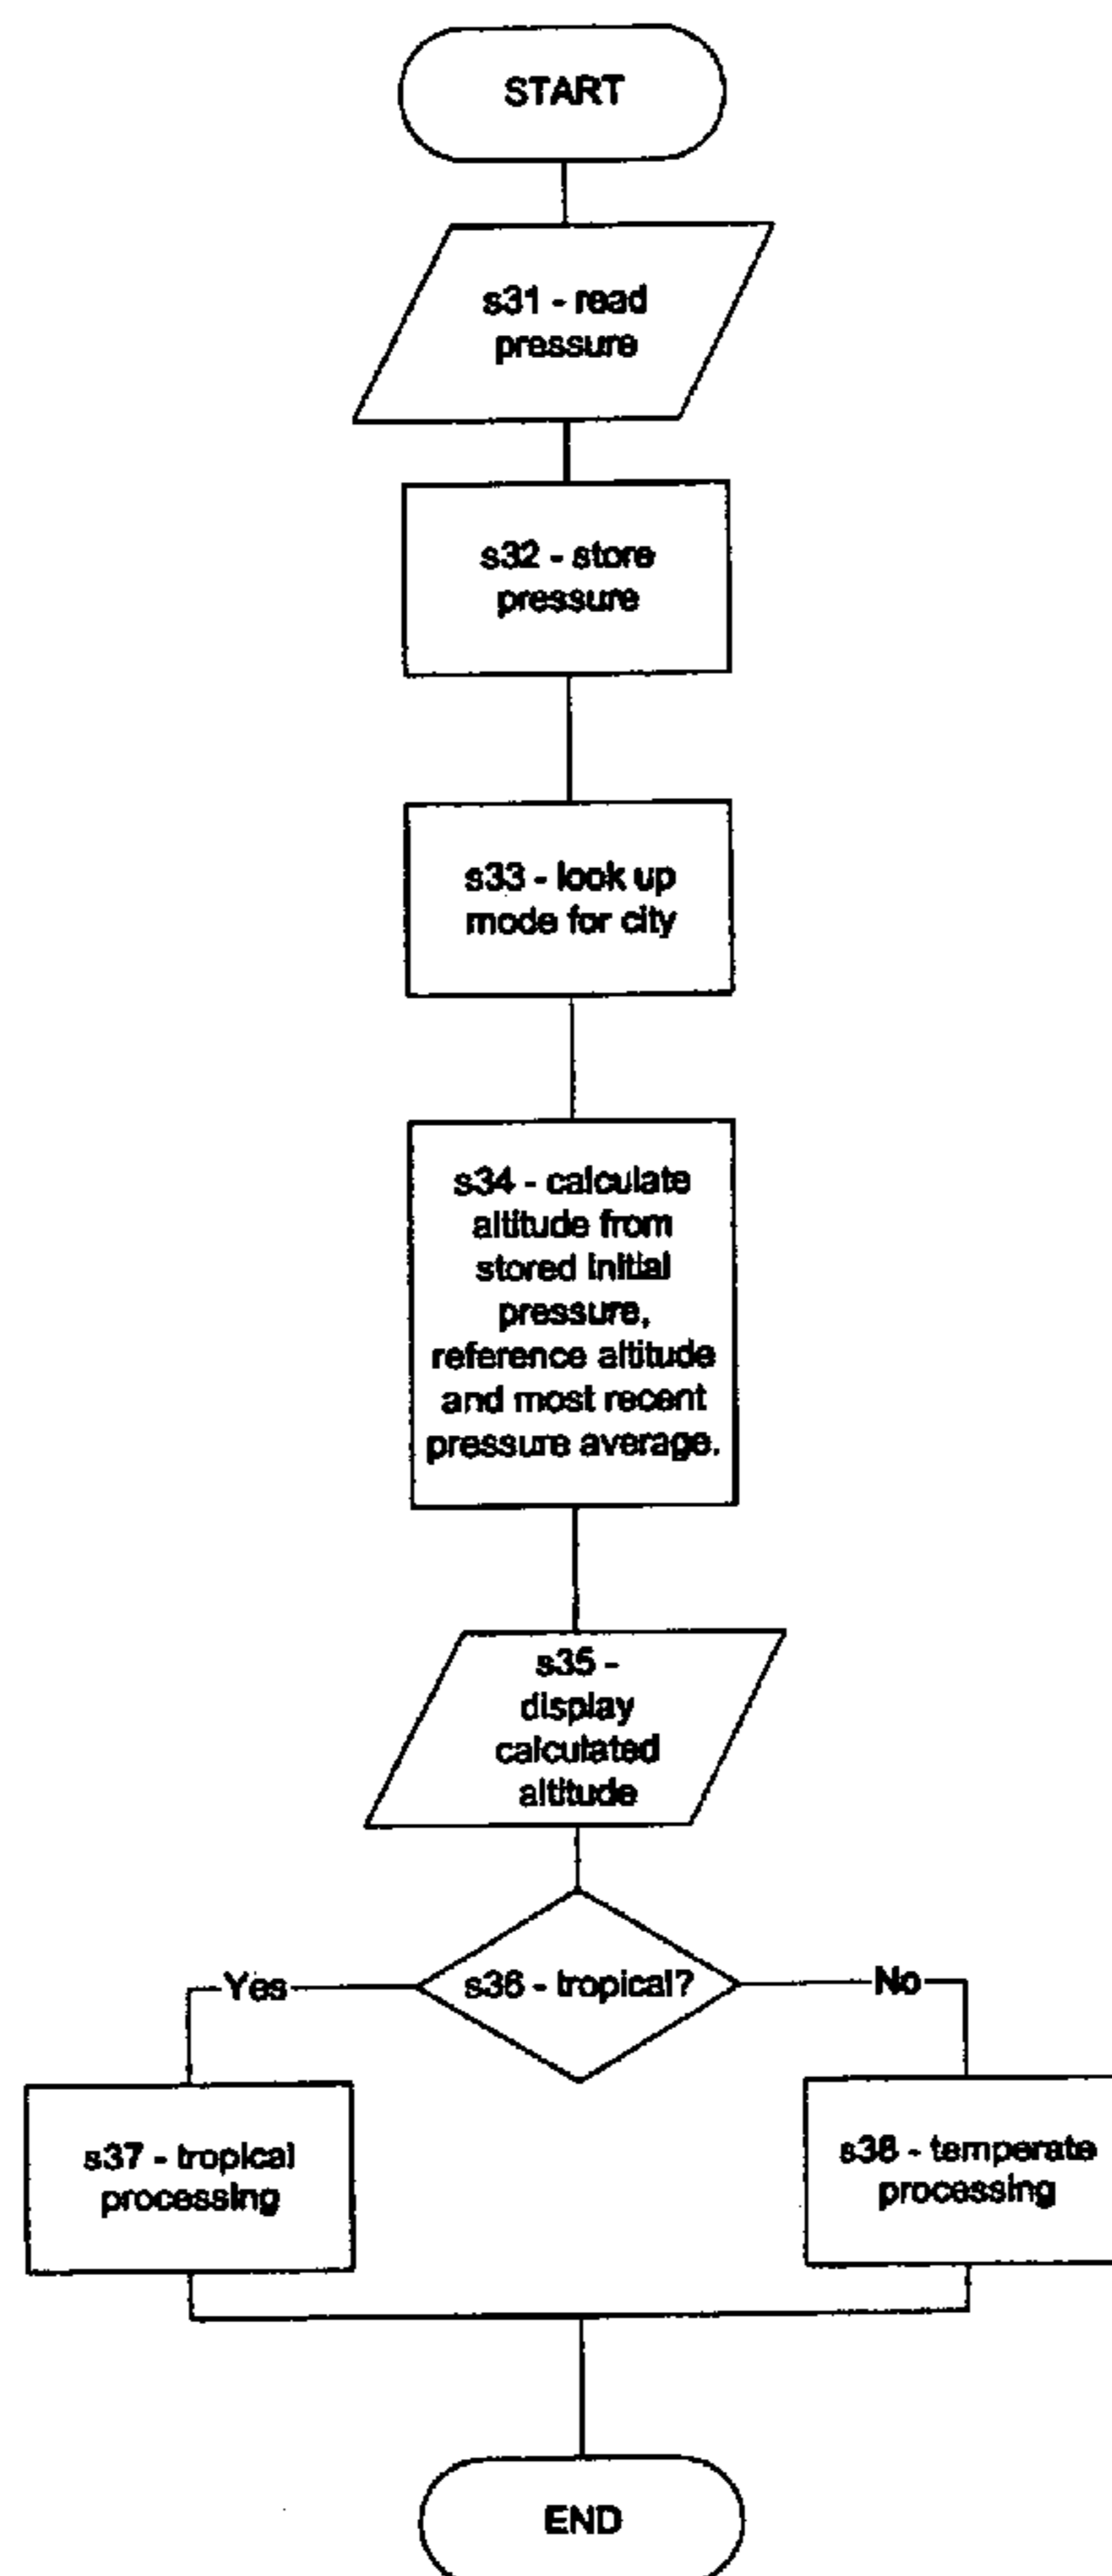 START
s31 - read
pressure
s32 - store
pressure
s33 - look up
mode for city
s34 - calculate
altitude from
stored initial
pressure,
reference altitude
and most recent
pressure average.
s35 -
display
calculated
altitude
s36 - tropical?
Yes
No
s37 - tropical
processing
s38 - temperate
processing
END